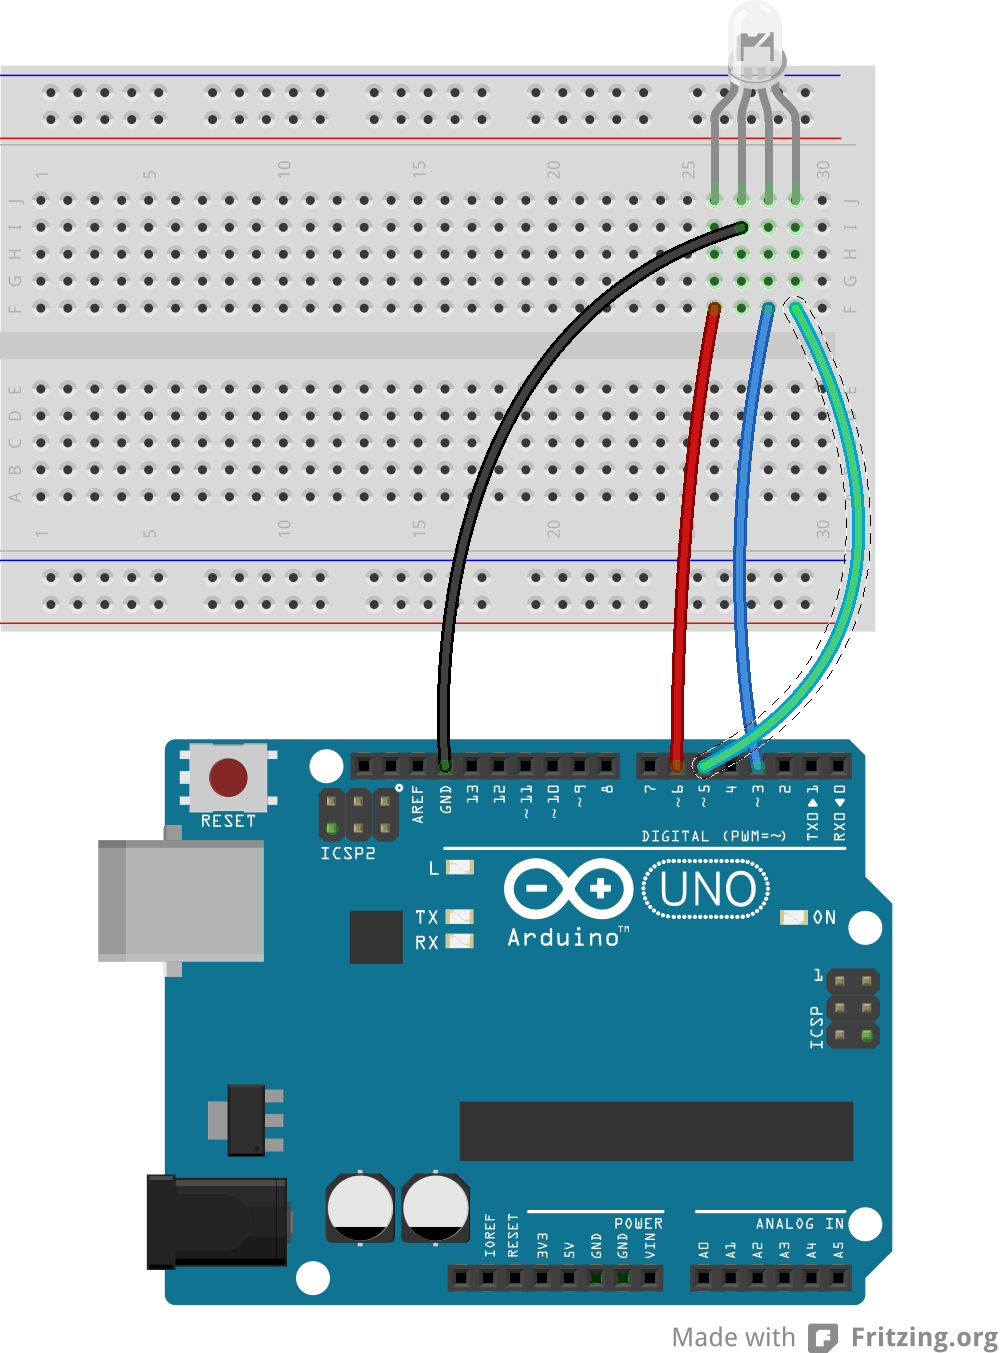 1 5 10 15 20 25 30
J J
I I
H H
G G
F F
E E
D
C
B
A
1 5 10 15 20 30
RESET
ICSP2
AREF
GND
13
12
~11
~10
~9
8
7
~6
~5
4
~3
2
TX0▶1
RX0◀0
DIGITAL (PWM=~)
L
TX
RX
UNO
Arduino™
ON
1
ICSP
IOREF
RESET
3V3
5V
GND
GND
VIN
POWER
A0
A1
A2
A3
A4
A5
ANALOG IN
Made with Fritzing.org